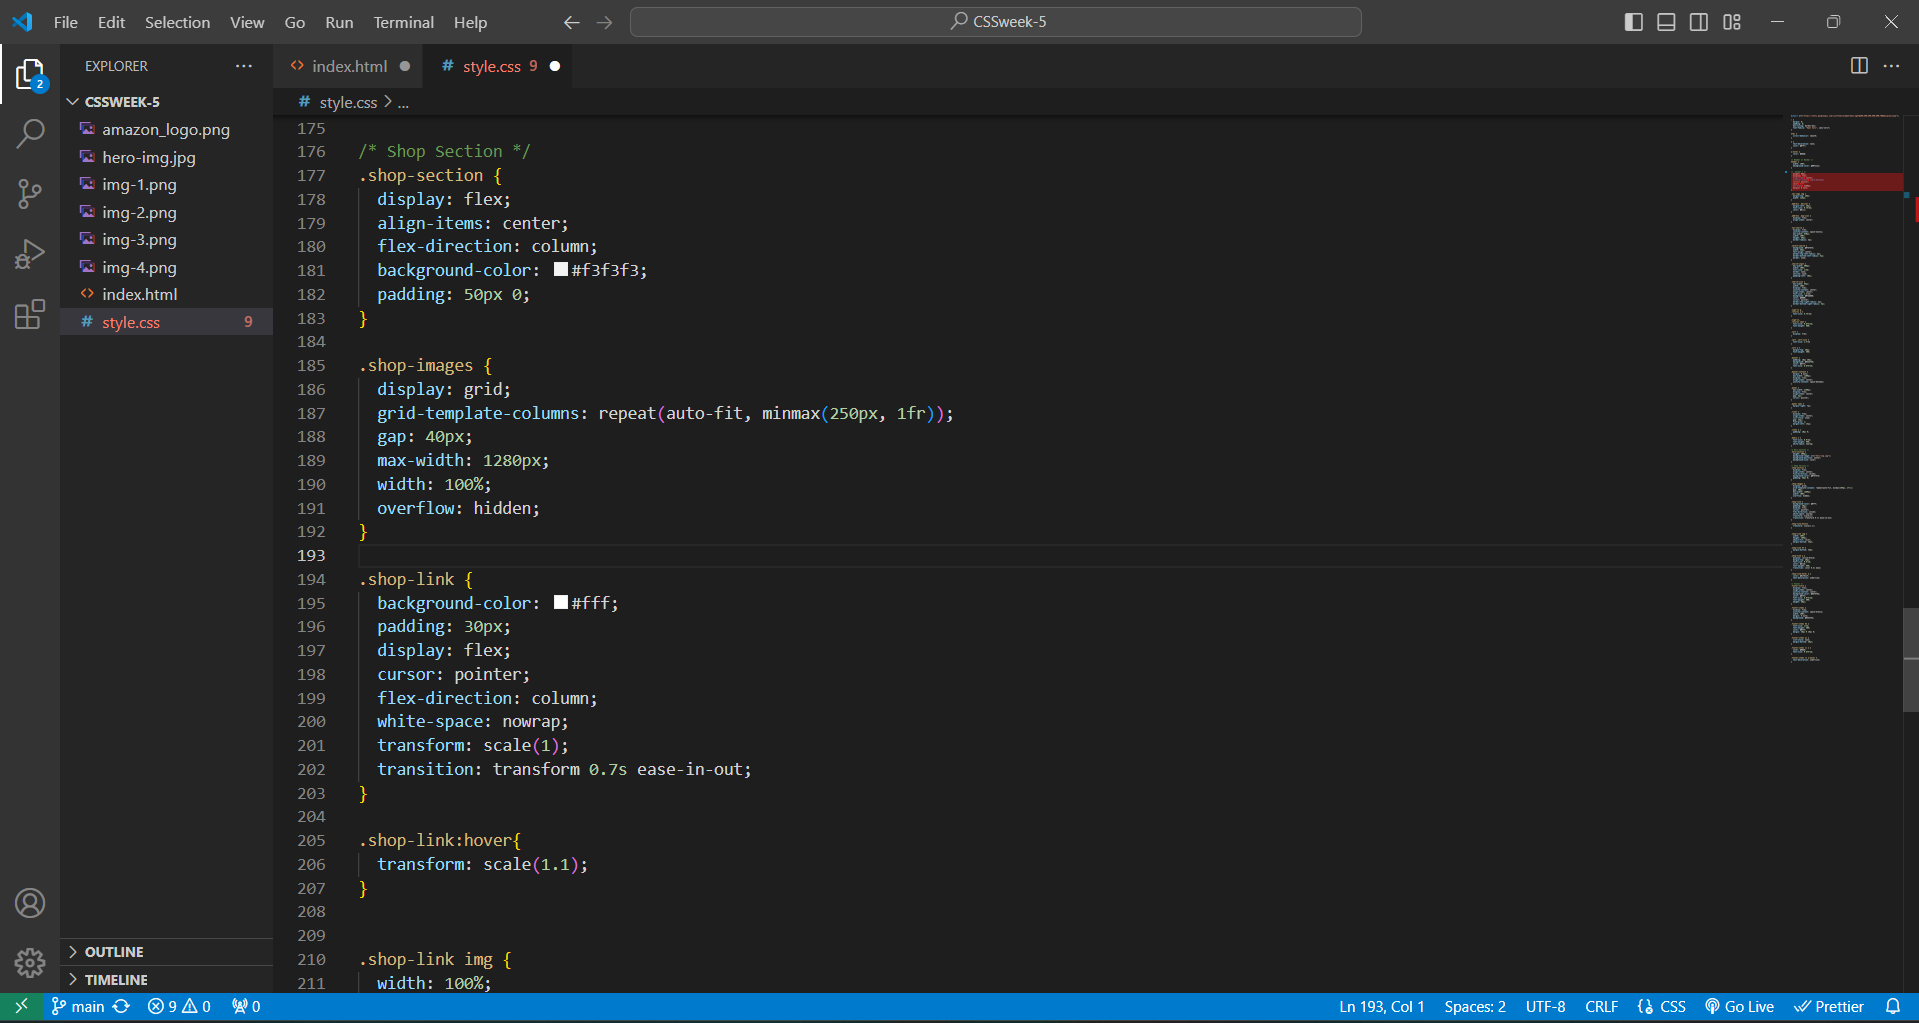 File Edit Selection View Go Run Terminal Help
CSSweek-5
EXPLORER
2
CSSWEEK-5
amazon_logo.png
hero-img.jpg
img-1.png
img-2.png
img-3.png
img-4.png
<> index.html
# style.css 9
OUTLINE
TIMELINE
<> index.html
# style.css 9
# style.css > ...
175
176 /* Shop Section */
177 .shop-section {
178 display: flex;
179 align-items: center;
180 flex-direction: column;
181 background-color: #f3f3f3;
182 padding: 50px 0;
183 }
184
185 .shop-images {
186 display: grid;
187 grid-template-columns: repeat(auto-fit, minmax(250px, 1fr));
188 gap: 40px;
189 max-width: 1280px;
190 width: 100%;
191 overflow: hidden;
192 }
193
194 .shop-link {
195 background-color: #fff;
196 padding: 30px;
197 display: flex;
198 cursor: pointer;
199 flex-direction: column;
200 white-space: nowrap;
201 transform: scale(1);
202 transition: transform 0.7s ease-in-out;
203 }
204
205 .shop-link:hover{
206 transform: scale(1.1);
207 }
208
209
210 .shop-link img {
211 width: 100%;
main 9 0 0
Ln 193, Col 1 Spaces: 2 UTF-8 CRLF {} CSS Go Live Prettier